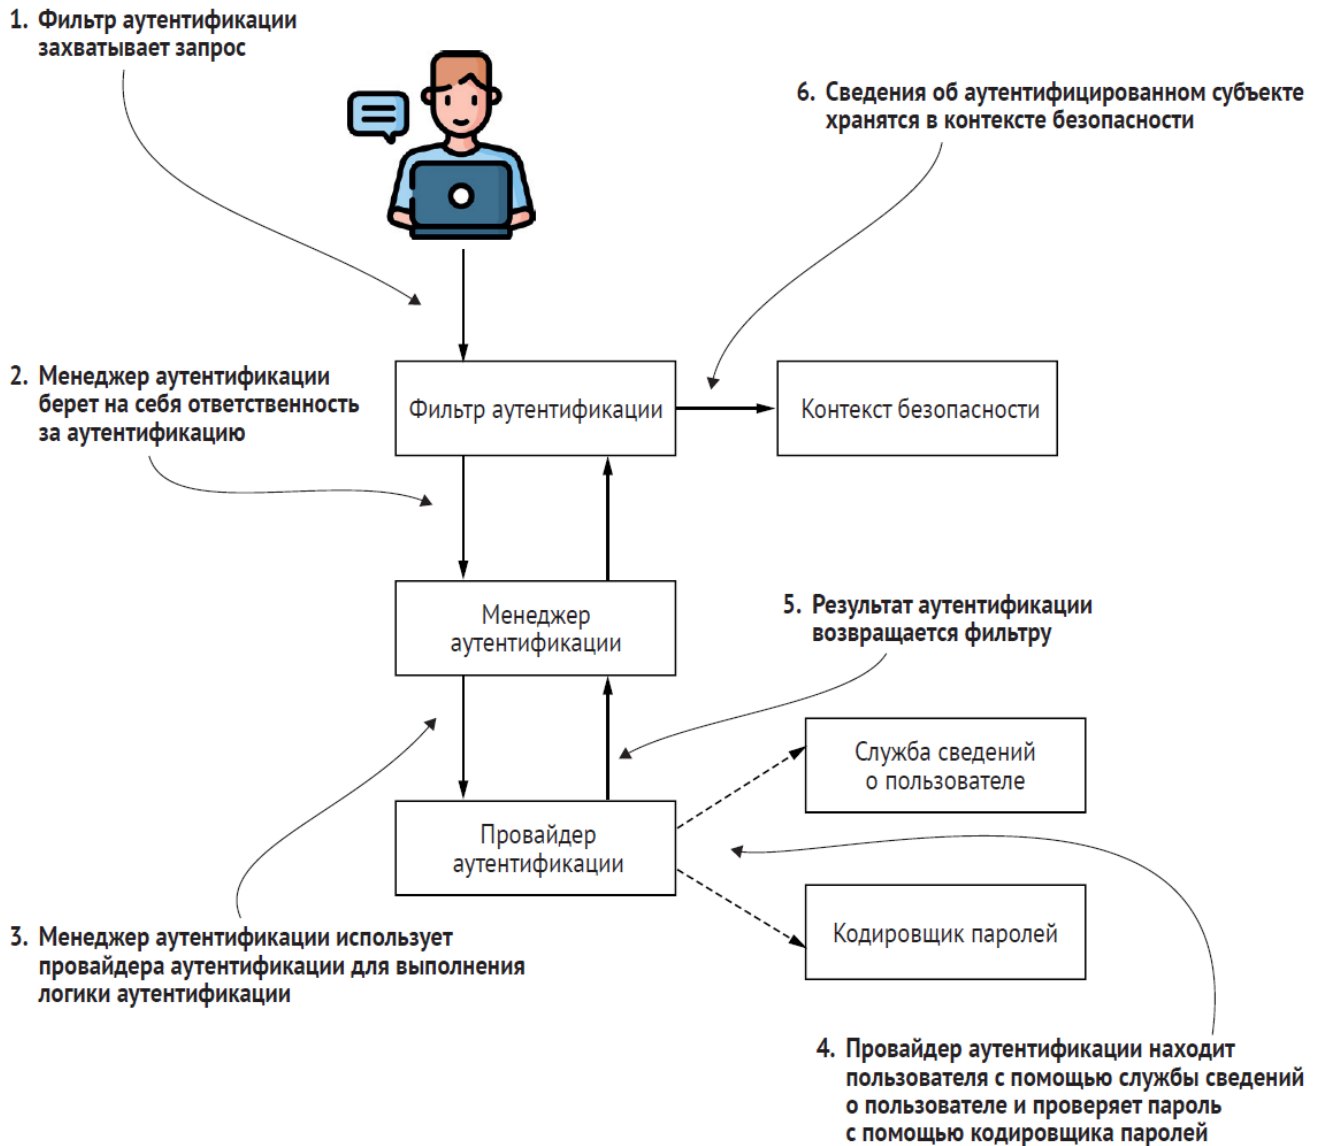 1. Фильтр аутентификации
захватывает запрос
6. Сведения об аутентифицированном субъекте
хранятся в контексте безопасности
2. Менеджер аутентификации
берет на себя ответственность
за аутентификацию
Фильтр аутентификации
Контекст безопасности
Менеджер
аутентификации
5. Результат аутентификации
возвращается фильтру
Служба сведений
о пользователе
Провайдер
аутентификации
Кодировщик паролей
3. Менеджер аутентификации использует
провайдера аутентификации для выполнения
логики аутентификации
4. Провайдер аутентификации находит
пользователя с помощью службы сведений
о пользователе и проверяет пароль
с помощью кодировщика паролей